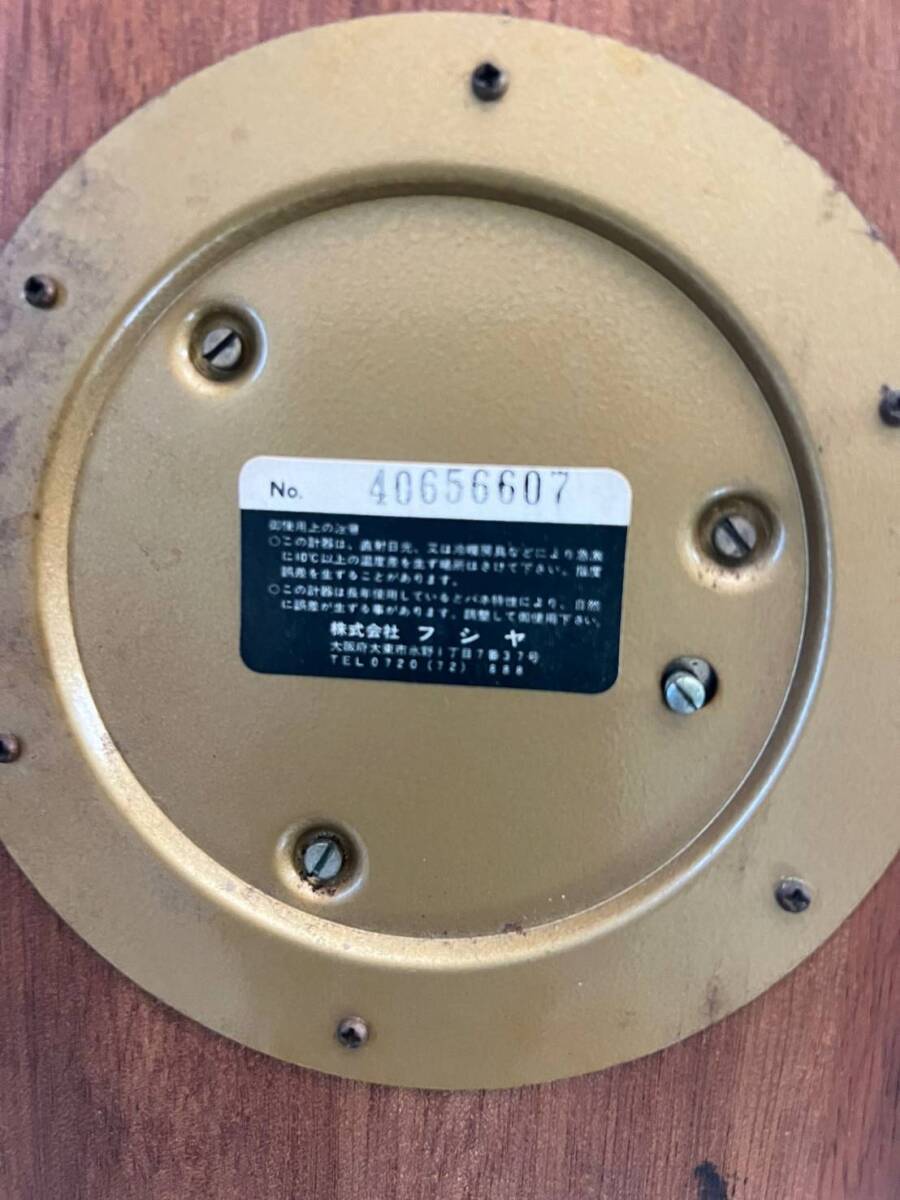 No. 40656607
御使用上の注意
○この計器は、直射日光、又は冷暖房具などにより急激
に10℃以上の温度差を生ず場所はさけて下さい。指度
誤差を生ずることがあります。
○この計器は長年使用しているとバネ特性により、自然
に誤差が生ずる事があります。調整して御使用下さい。
株式会社 フシヤ
大阪府大東市氷野1丁目7番37号
TEL0720(72) 888